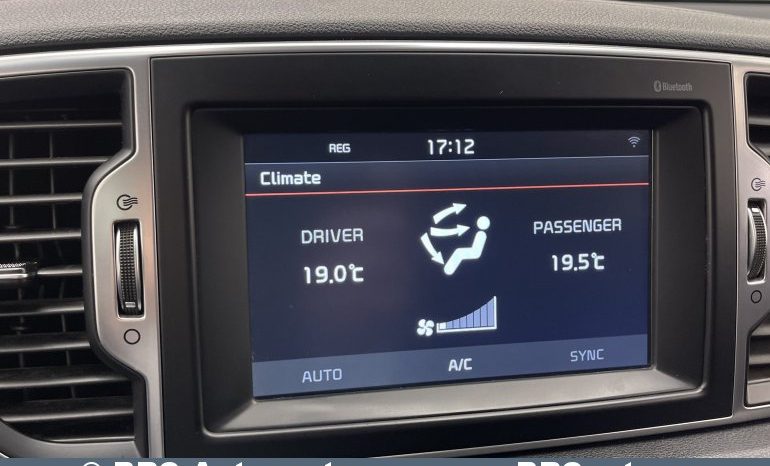 Bluetooth
REG 17:12
Climate
DRIVER PASSENGER
19.0℃ 19.5℃
AUTO A/C SYNC